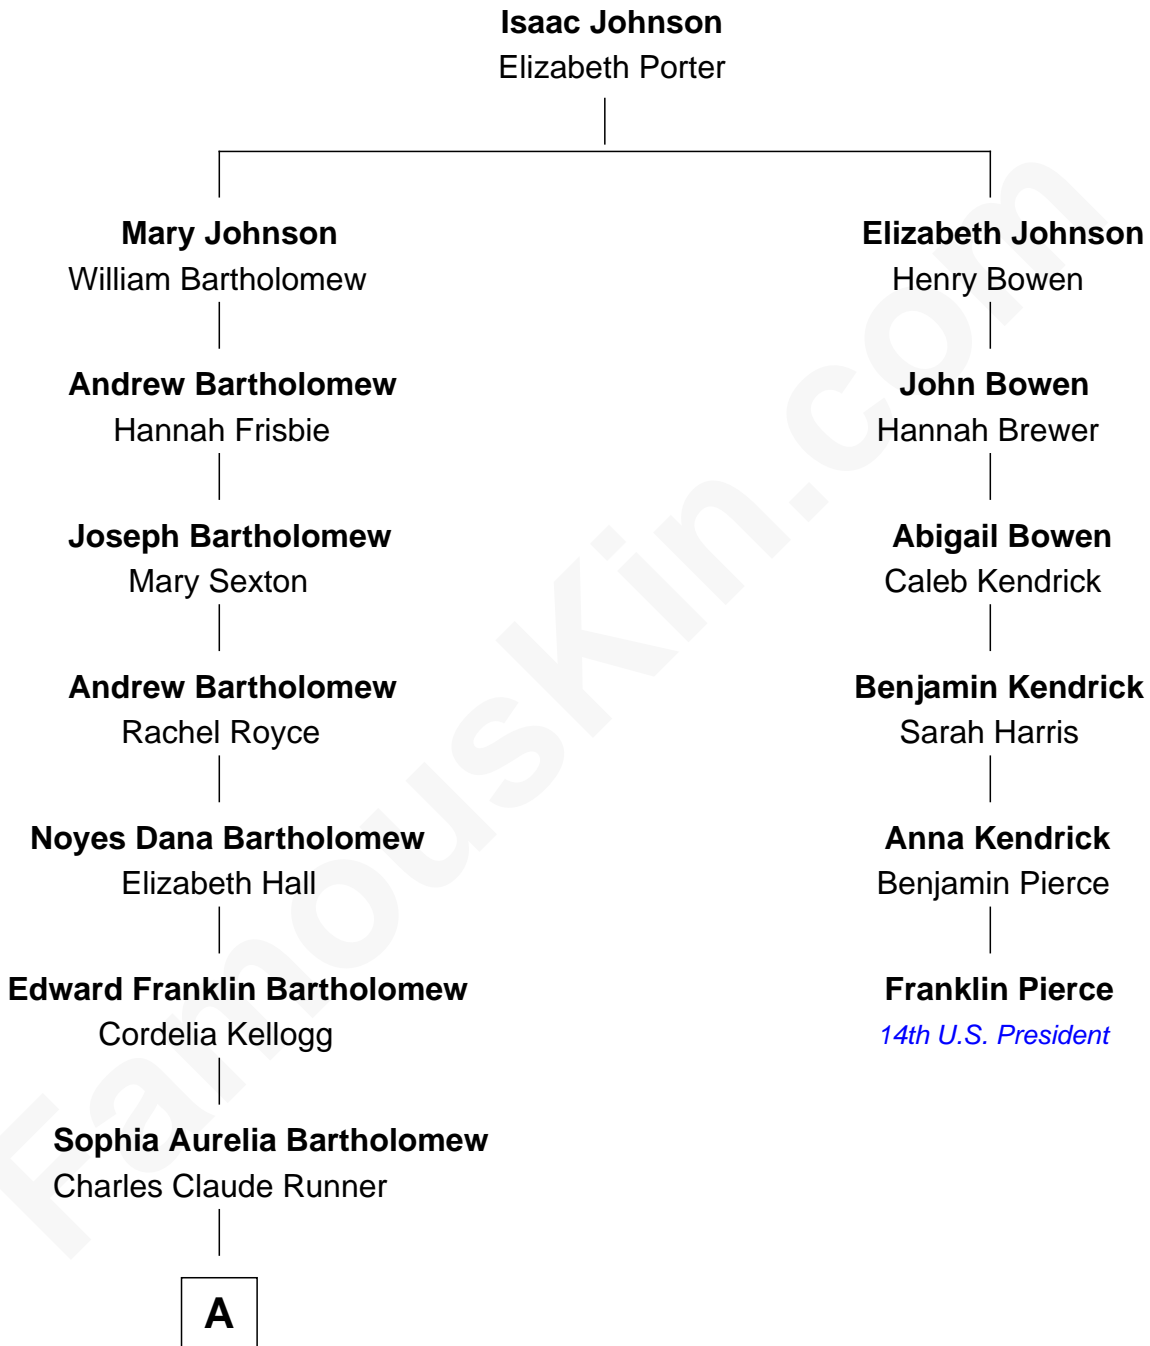 Isaac Johnson
Elizabeth Porter
Mary Johnson
William Bartholomew
Elizabeth Johnson
Henry Bowen
Andrew Bartholomew
Hannah Frisbie
John Bowen
Hannah Brewer
Joseph Bartholomew
Mary Sexton
Abigail Bowen
Caleb Kendrick
Andrew Bartholomew
Rachel Royce
Benjamin Kendrick
Sarah Harris
Noyes Dana Bartholomew
Elizabeth Hall
Anna Kendrick
Benjamin Pierce
Edward Franklin Bartholomew
Cordelia Kellogg
Franklin Pierce
14th U.S. President
Sophia Aurelia Bartholomew
Charles Claude Runner
A
FamousKin.com